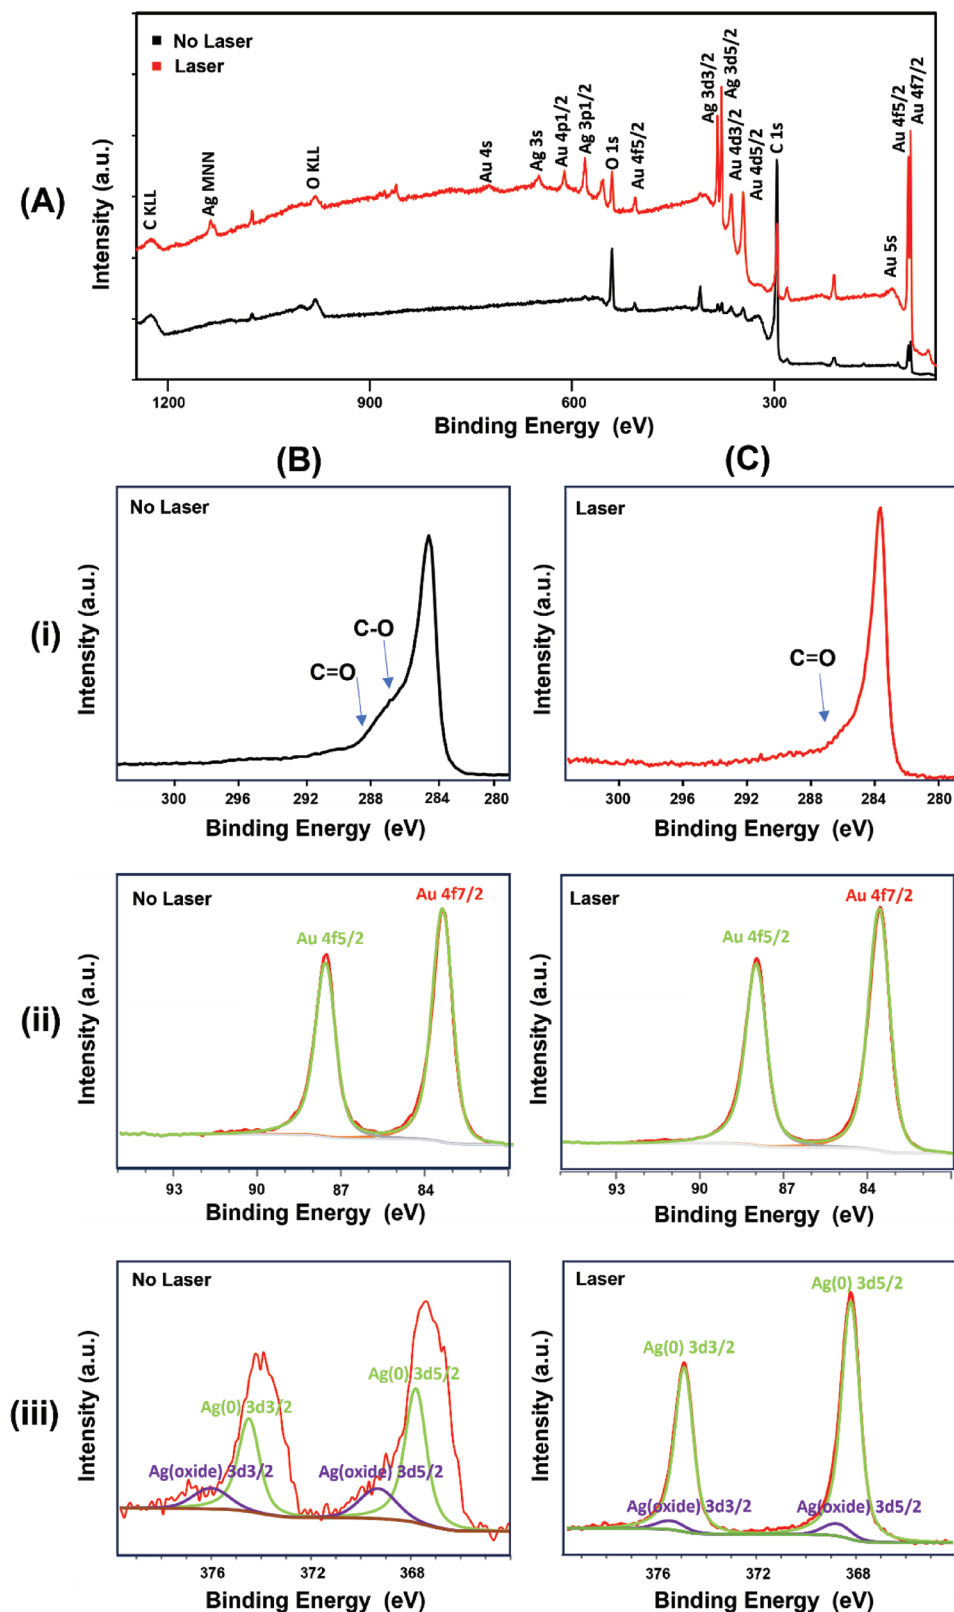 No Laser
Laser
(A)
Intensity (a.u.)
C KLL
Ag MNN
O KLL
Au 4s
Ag 3s
Au 4p1/2
Ag 3p1/2
O 1s
Au 4f5/2
Ag 3d3/2
Ag 3d5/2
Au 4d3/2
Au 4d5/2
C 1s
Au 5s
Au 4f5/2
Au 4f7/2
1200 900 600 300
Binding Energy (eV)
(B) (C)
(i)
No Laser
Intensity (a.u.)
C-O
C=O
300 296 292 288 284 280
Binding Energy (eV)
Laser
Intensity (a.u.)
C=O
300 296 292 288 284 280
Binding Energy (eV)
(ii)
No Laser
Intensity (a.u.)
Au 4f7/2
Au 4f5/2
93 90 87 84
Binding Energy (eV)
Laser
Intensity (a.u.)
Au 4f7/2
Au 4f5/2
93 90 87 84
Binding Energy (eV)
(iii)
No Laser
Intensity (a.u.)
Ag(0) 3d5/2
Ag(0) 3d3/2
Ag(oxide) 3d3/2 Ag(oxide) 3d5/2
376 372 368
Binding Energy (eV)
Laser
Intensity (a.u.)
Ag(0) 3d5/2
Ag(0) 3d3/2
Ag(oxide) 3d3/2 Ag(oxide) 3d5/2
376 372 368
Binding Energy (eV)